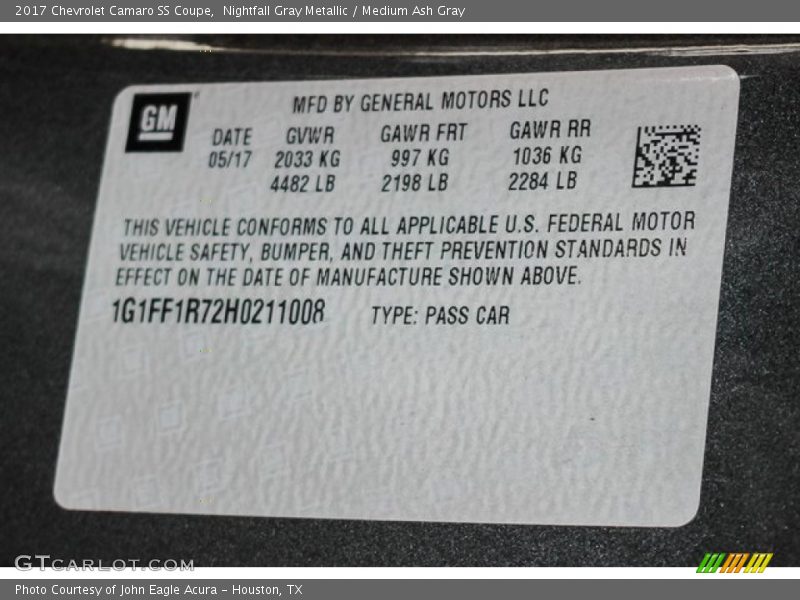 2017 Chevrolet Camaro SS Coupe,  Nightfall Gray Metallic / Medium Ash Gray
GM
MFD BY GENERAL MOTORS LLC
DATE GVWR GAWR FRT GAWR RR
05/17 2033 KG 997 KG 1036 KG
4482 LB 2198 LB 2284 LB
THIS VEHICLE CONFORMS TO ALL APPLICABLE U.S. FEDERAL MOTOR
VEHICLE SAFETY, BUMPER, AND THEFT PREVENTION STANDARDS IN
EFFECT ON THE DATE OF MANUFACTURE SHOWN ABOVE.
1G1FF1R72H0211008 TYPE: PASS CAR
GTCARLOT.COM
Photo Courtesy of John Eagle Acura - Houston, TX